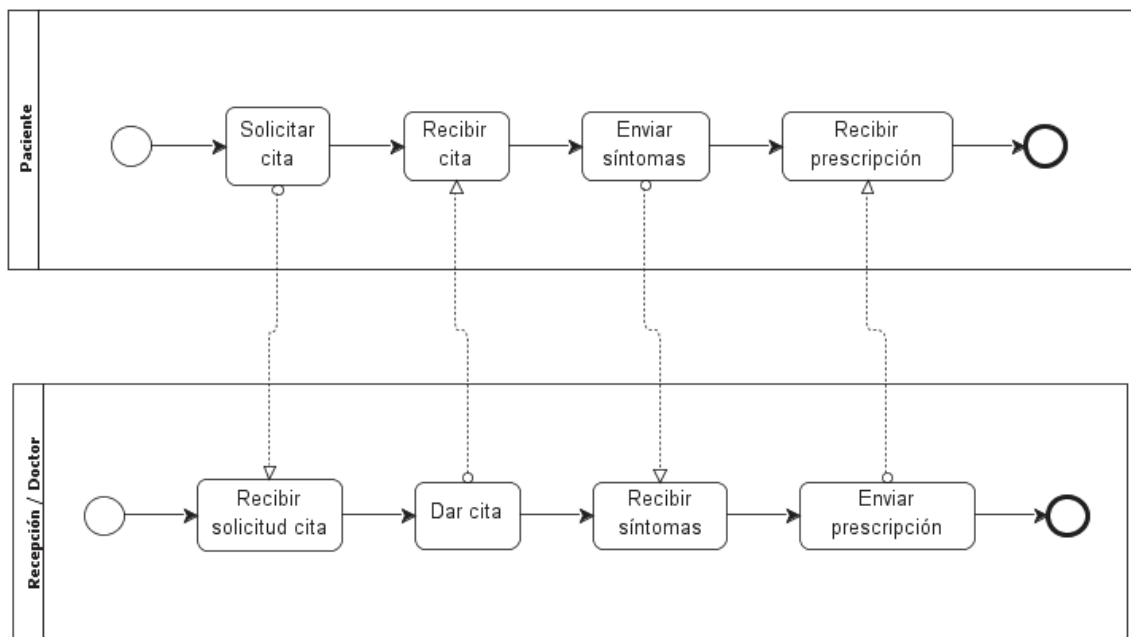 Paciente
Solicitar
cita
Recibir
cita
Enviar
síntomas
Recibir
prescripción
Recepción / Doctor
Recibir
solicitud cita
Dar cita
Recibir
síntomas
Enviar
prescripción